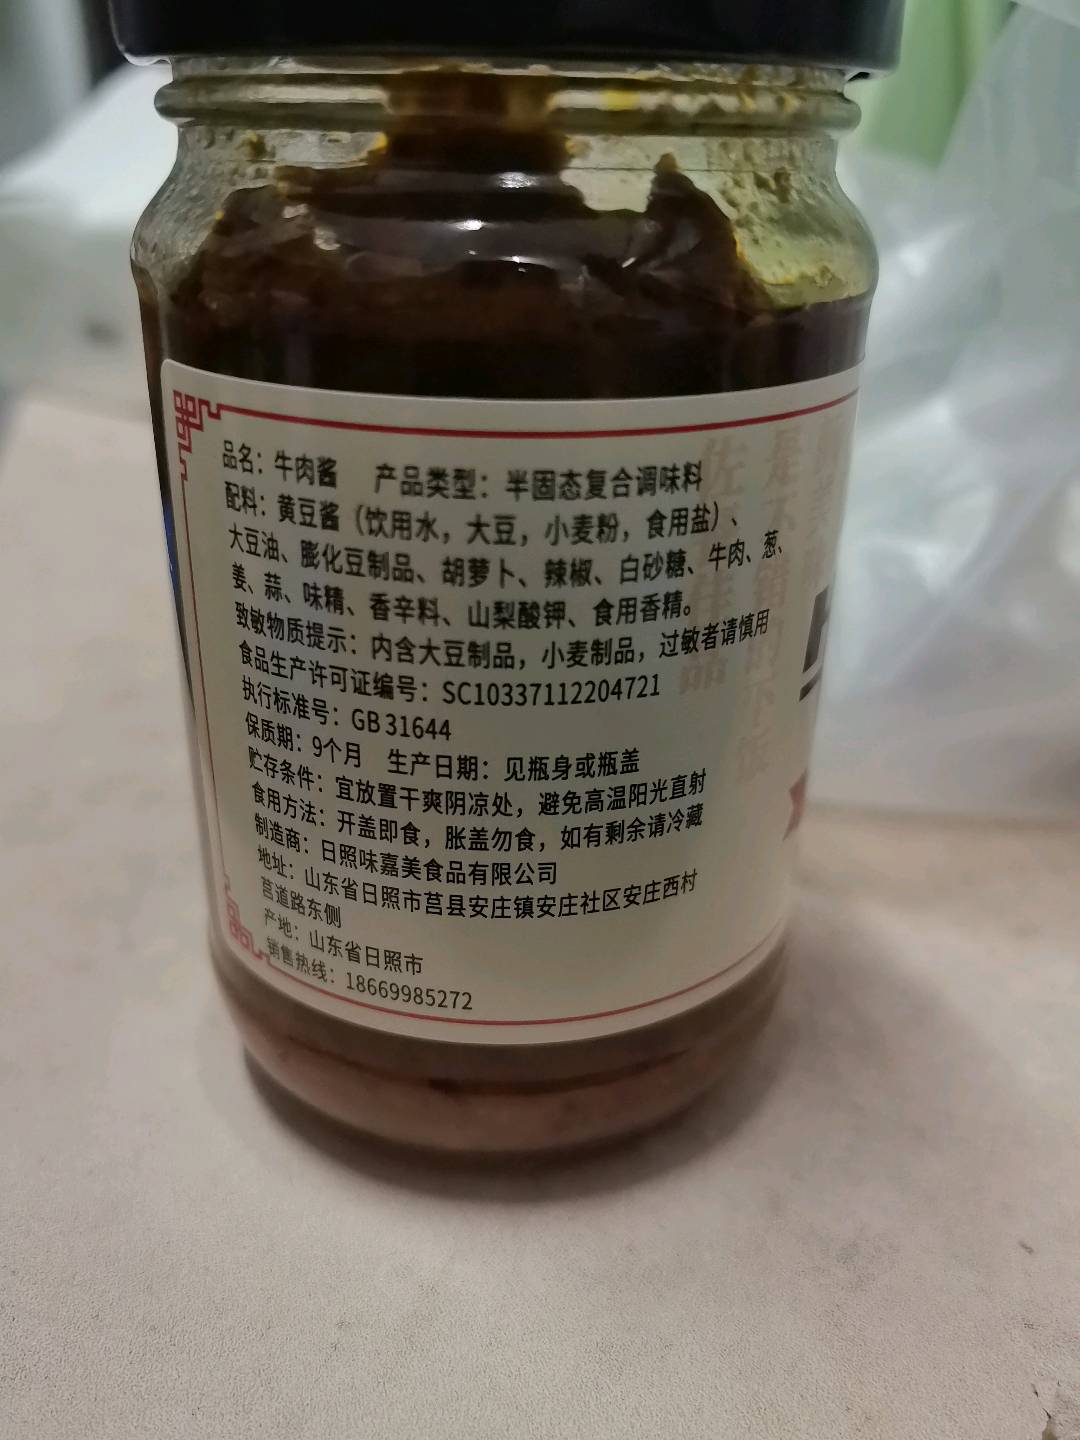 品名：牛肉酱 产品类型：半固态复合调味料
配料：黄豆酱（饮用水，大豆，小麦粉，食用盐）、
大豆油、膨化豆制品、胡萝卜、辣椒、白砂糖、牛肉、葱、
姜、蒜、味精、香辛料、山梨酸钾、食用香精。
致敏物质提示：内含大豆制品，小麦制品，过敏者请慎用
食品生产许可证编号：SC10337112204721
执行标准号：GB 31644
保质期：9个月 生产日期：见瓶身或瓶盖
贮存条件：宜放置干爽阴凉处，避免高温阳光直射
食用方法：开盖即食，胀盖勿食，如有剩余请冷藏
制造商：日照味嘉美食品有限公司
地址：山东省日照市莒县安庄镇安庄社区安庄西村
莒道路东侧
产地：山东省日照市
销售热线：18669985272